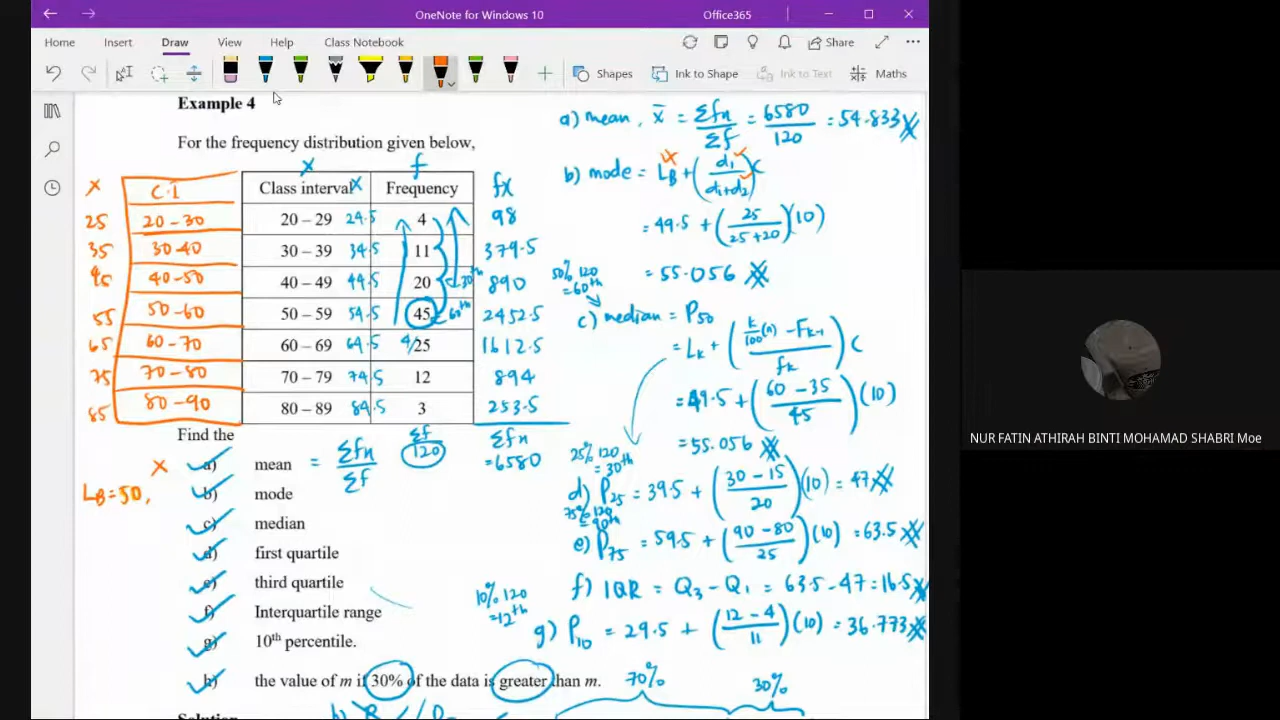 OneNote for Windows 10
Office365
Home Insert Draw View Help Class Notebook
Share
Shapes Ink to Shape Ink to Text Maths
Example 4
For the frequency distribution given below,
x f
x C.I Class interval x Frequency fx
25 20-30 20 – 29 24.5 4 98
35 30-40 30 – 39 34.5 11 379.5
45 40-50 40 – 49 44.5 20 30th 890
55 50-60 50 – 59 54.5 45 60th 2452.5
65 60-70 60 – 69 64.5 25 1612.5
75 70-80 70 – 79 74.5 12 894
85 80-90 80 – 89 84.5 3 253.5
Σf
120
Σfx
=6580
Find the
a) mean = Σfx / Σf
LB=50,
b) mode
c) median
d) first quartile
e) third quartile
f) Interquartile range
g) 10th percentile.
h) the value of m if 30% of the data is greater than m.
70% 30%
Solution
a) mean, x̄ = Σfx / Σf = 6580 / 120 = 54.833
b) mode = LB + (d1 / d1+d2) C
= 49.5 + (25 / 25+20)(10)
= 55.056
50% 120
=60th
c) median = P50
= Lk + (k/100 (n) - Fk-1 / fk) C
= 49.5 + (60-35 / 45)(10)
= 55.056
25% 120
= 30th
d) P25 = 39.5 + (30-15 / 20)(10) = 47
75% 120
= 90th
e) P75 = 59.5 + (90-80 / 25)(10) = 63.5
f) IQR = Q3 - Q1 = 63.5 - 47 = 16.5
10% 120
=12th
g) P10 = 29.5 + (12-4 / 11)(10) = 36.773
NUR FATIN ATHIRAH BINTI MOHAMAD SHABRI Moe